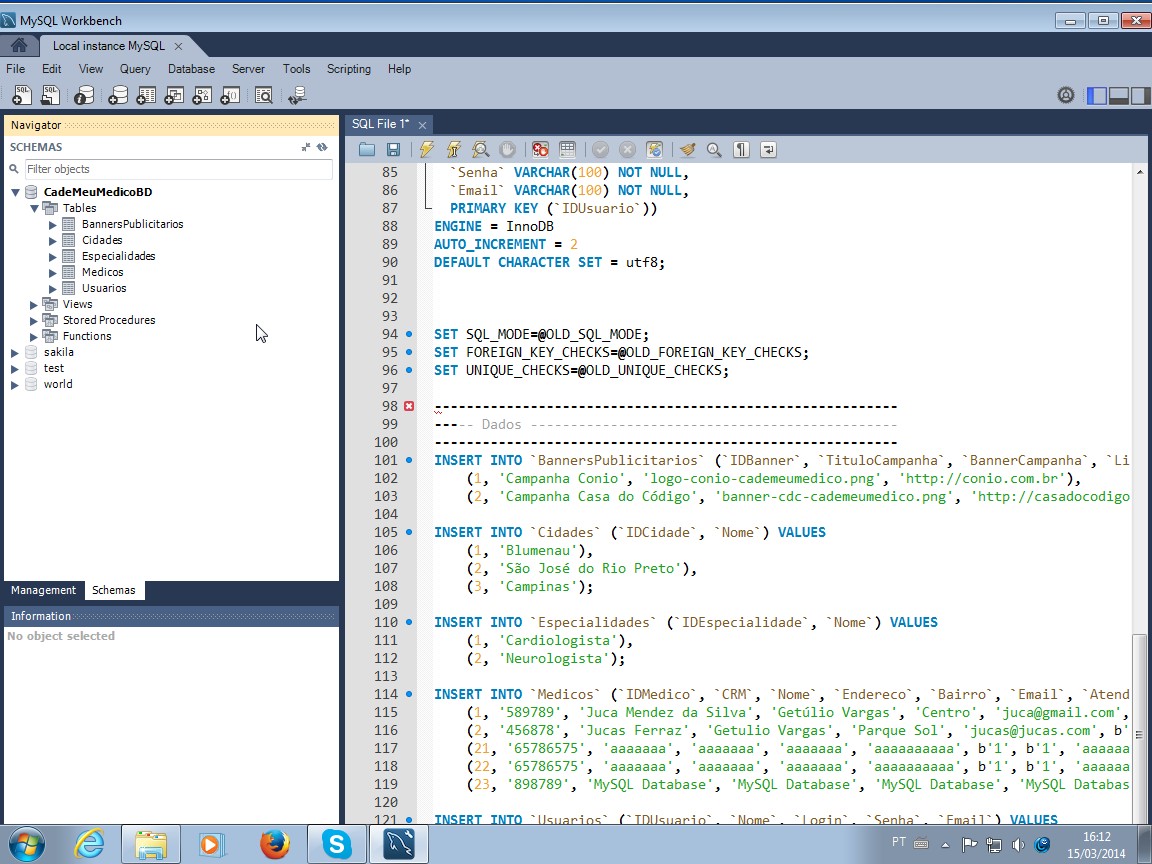 MySQL Workbench
Local instance MySQL
File Edit View Query Database Server Tools Scripting Help
Navigator
SCHEMAS
Filter objects
CadeMeuMedicoBD
Tables
BannersPublicitarios
Cidades
Especialidades
Medicos
Usuarios
Views
Stored Procedures
Functions
sakila
test
world
Management Schemas
Information
No object selected
SQL File 1*
85 `Senha` VARCHAR(100) NOT NULL,
86 `Email` VARCHAR(100) NOT NULL,
87 PRIMARY KEY (`IDUsuario`))
88 ENGINE = InnoDB
89 AUTO_INCREMENT = 2
90 DEFAULT CHARACTER SET = utf8;
91
92
93
94 SET SQL_MODE=@OLD_SQL_MODE;
95 SET FOREIGN_KEY_CHECKS=@OLD_FOREIGN_KEY_CHECKS;
96 SET UNIQUE_CHECKS=@OLD_UNIQUE_CHECKS;
97
98 ----------------------------------------------------------
99 ----- Dados ----------------------------------------------
100 ----------------------------------------------------------
101 INSERT INTO `BannersPublicitarios` (`IDBanner`, `TituloCampanha`, `BannerCampanha`, `Li
102 (1, 'Campanha Conio', 'logo-conio-cademeumedico.png', 'http://conio.com.br'),
103 (2, 'Campanha Casa do Código', 'banner-cdc-cademeumedico.png', 'http://casadocodigo
104
105 INSERT INTO `Cidades` (`IDCidade`, `Nome`) VALUES
106 (1, 'Blumenau'),
107 (2, 'São José do Rio Preto'),
108 (3, 'Campinas');
109
110 INSERT INTO `Especialidades` (`IDEspecialidade`, `Nome`) VALUES
111 (1, 'Cardiologista'),
112 (2, 'Neurologista');
113
114 INSERT INTO `Medicos` (`IDMedico`, `CRM`, `Nome`, `Endereco`, `Bairro`, `Email`, `Atend
115 (1, '589789', 'Juca Mendez da Silva', 'Getúlio Vargas', 'Centro', 'juca@gmail.com',
116 (2, '456878', 'Jucas Ferraz', 'Getulio Vargas', 'Parque Sol', 'jucas@jucas.com', b'
117 (21, '65786575', 'aaaaaaa', 'aaaaaaa', 'aaaaaaa', 'aaaaaaaaaa', b'1', b'1', 'aaaaaa
118 (22, '65786575', 'aaaaaaa', 'aaaaaaa', 'aaaaaaa', 'aaaaaaaaaa', b'1', b'1', 'aaaaaa
119 (23, '898789', 'MySQL Database', 'MySQL Database', 'MySQL Database', 'MySQL Databas
120
121 INSERT INTO `Usuarios` (`IDUsuario`, `Nome`, `Login`, `Senha`, `Email`) VALUES
PT
16:12
15/03/2014